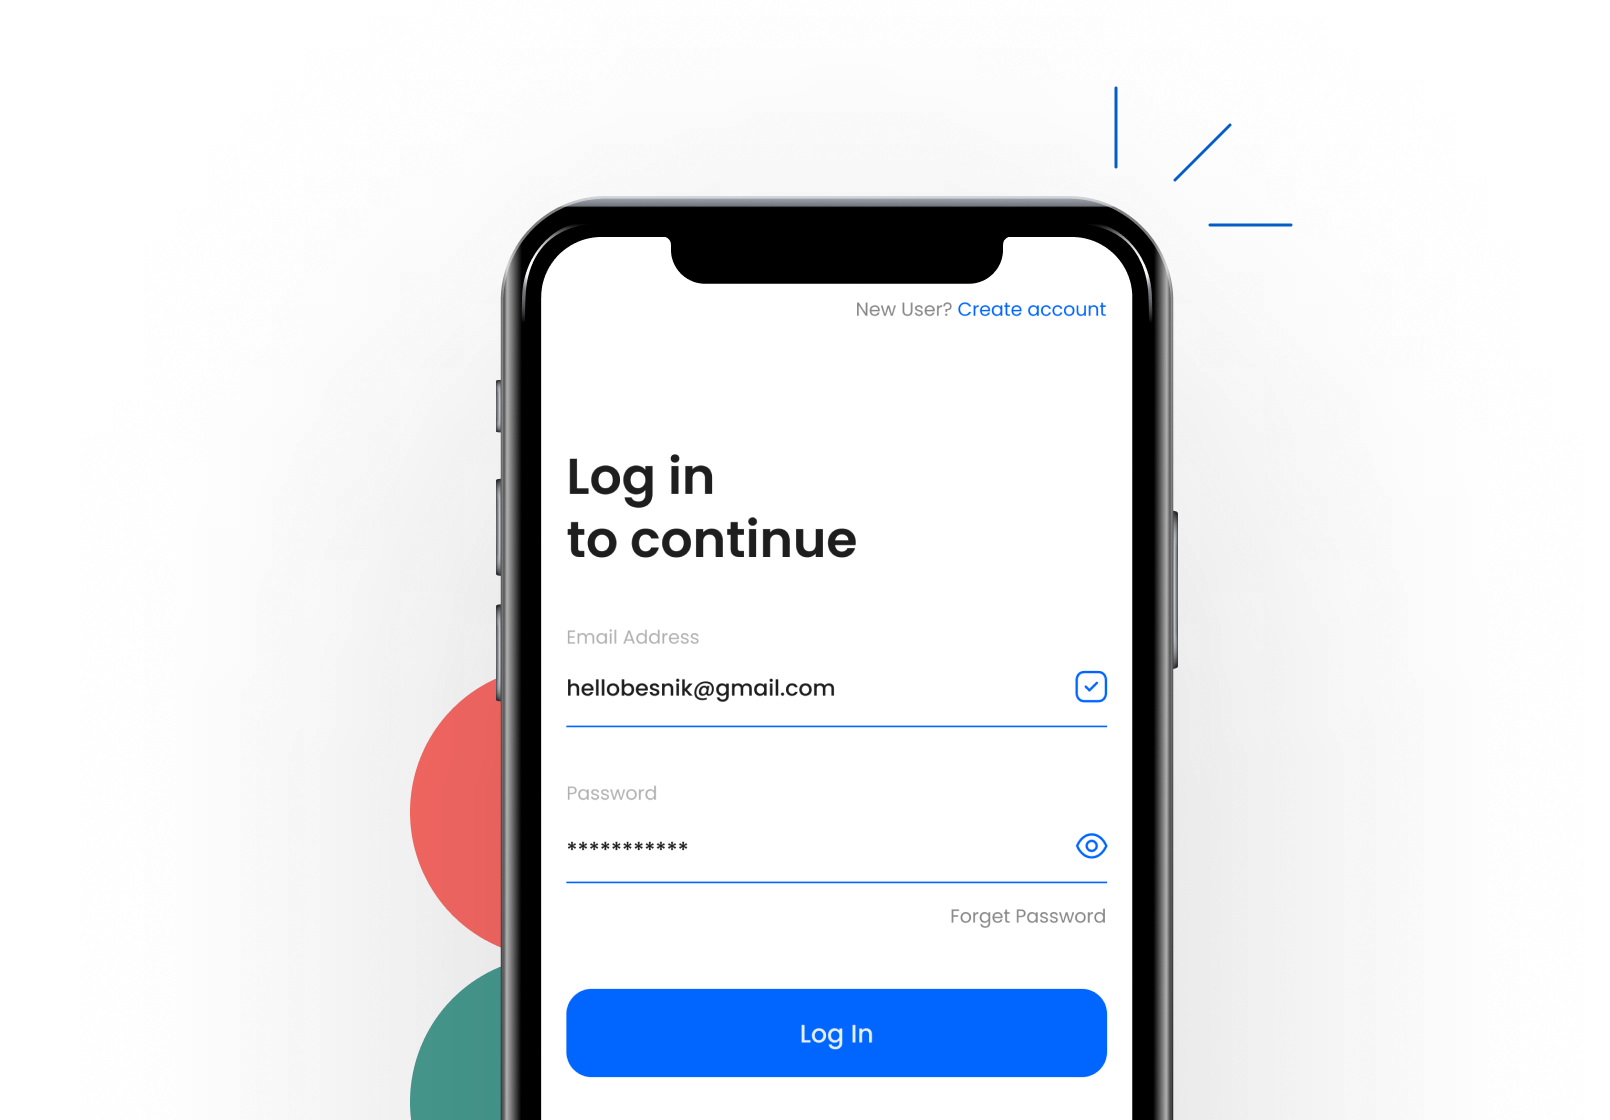 New User? Create account
Log in
to continue
Email Address
hellobesnik@gmail.com
Password
***********
Forget Password
Log In